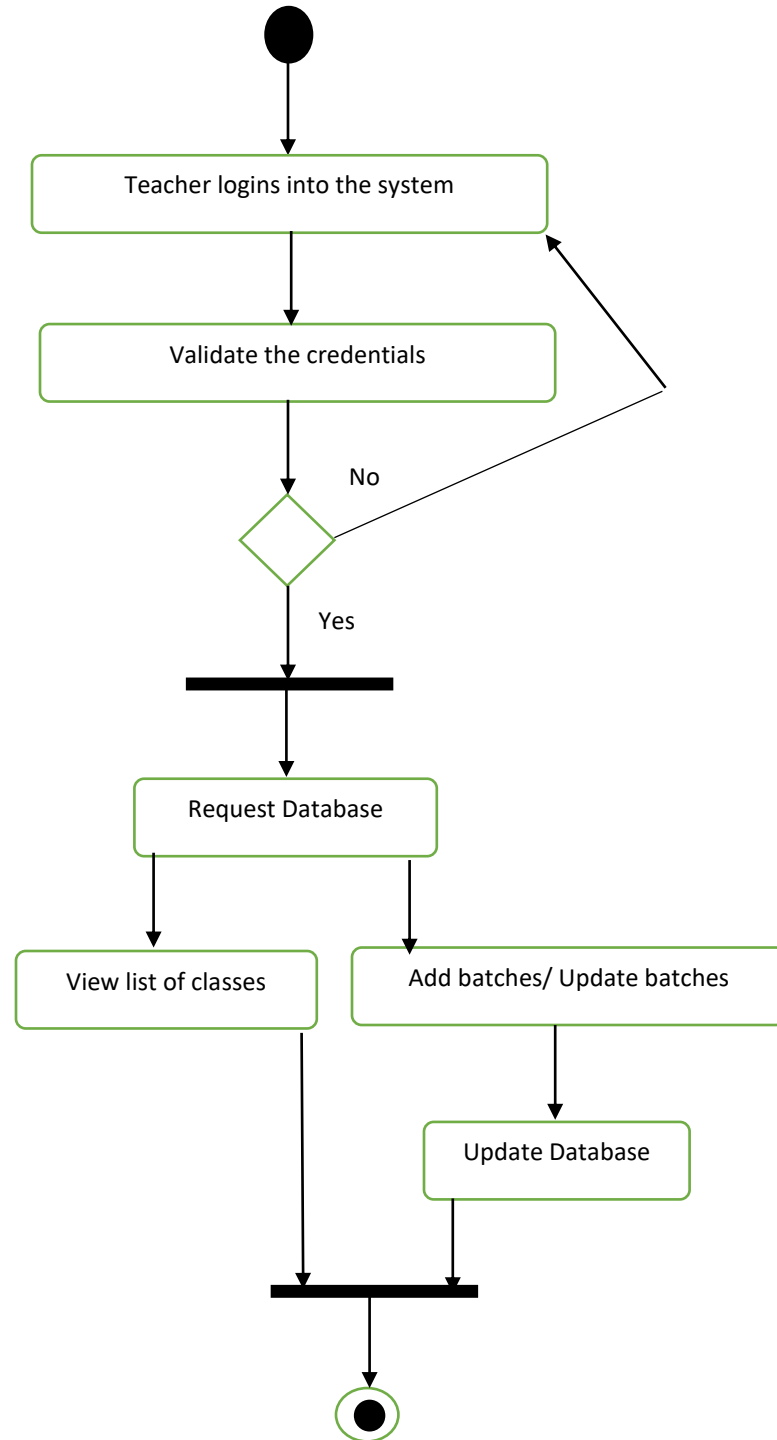 Teacher logins into the system
Validate the credentials
No
Yes
Request Database
View list of classes
Add batches/ Update batches
Update Database